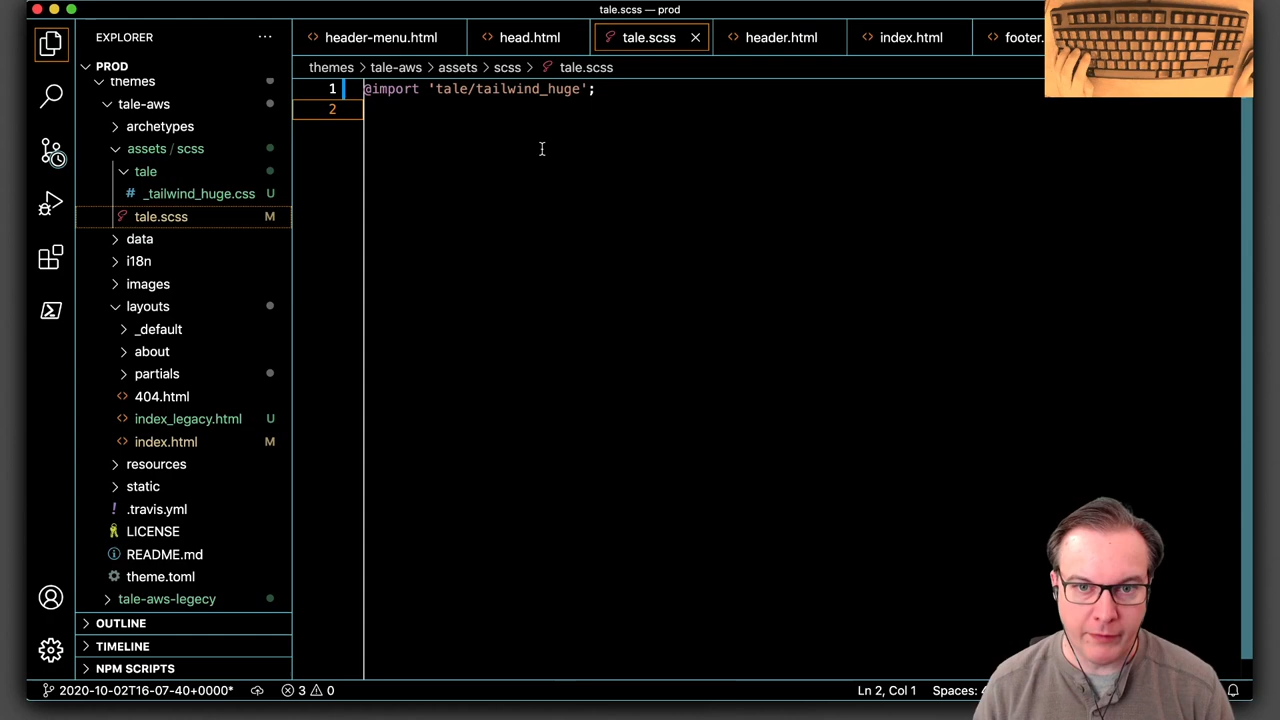 tale.scss — prod
EXPLORER
header-menu.html
head.html
tale.scss
header.html
index.html
footer.
PROD
themes > tale-aws > assets > scss > tale.scss
themes
tale-aws
archetypes
assets / scss
tale
_tailwind_huge.css U
tale.scss M
data
i18n
images
layouts
_default
about
partials
404.html
index_legacy.html U
index.html M
resources
static
.travis.yml
LICENSE
README.md
theme.toml
tale-aws-legacy
OUTLINE
TIMELINE
NPM SCRIPTS
1 @import 'tale/tailwind_huge';
2
2020-10-02T16-07-40+0000* 3 0 Ln 2, Col 1 Spaces: